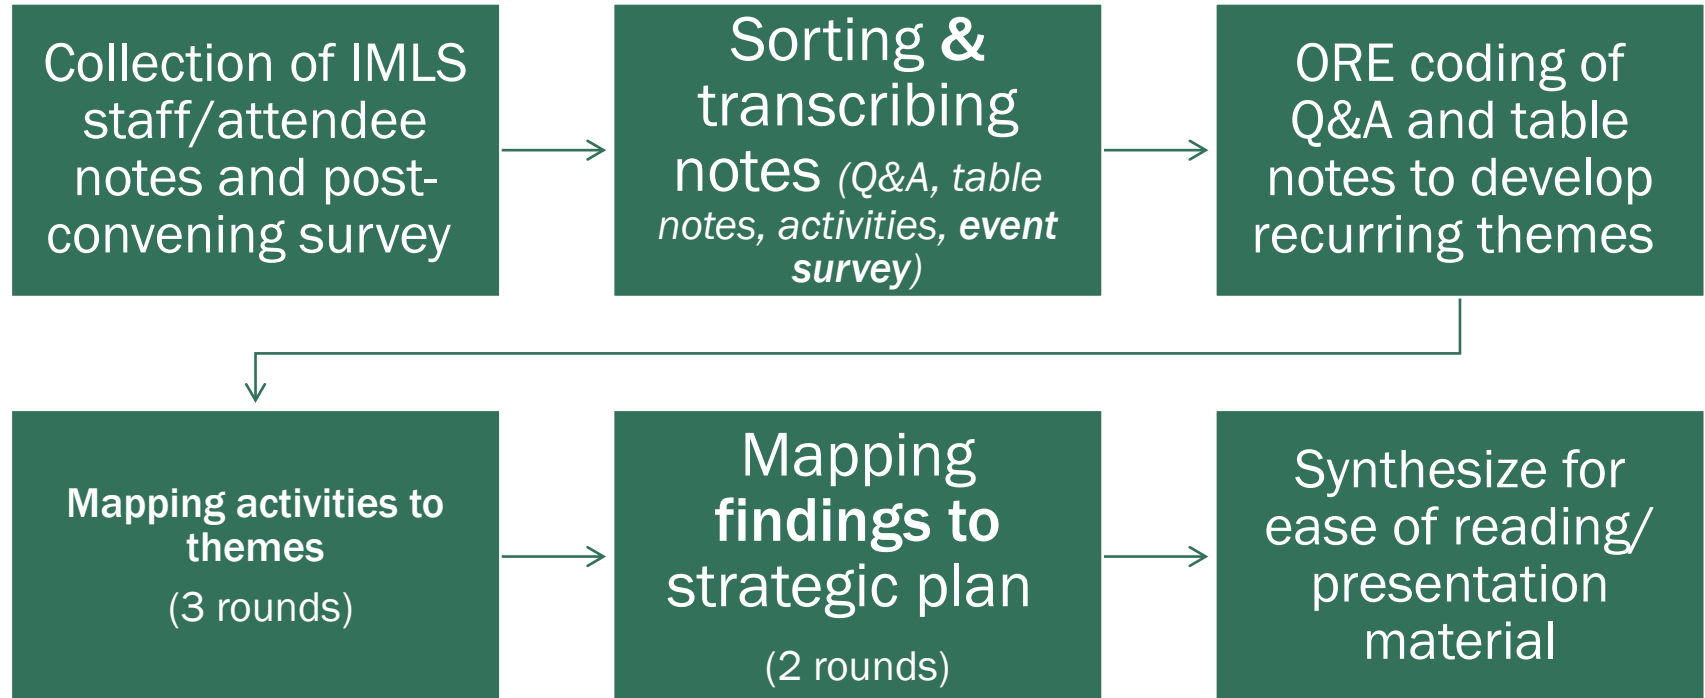 Collection of IMLS
staff/attendee
notes and post-
convening survey
Sorting &
transcribing
notes (Q&A, table
notes, activities, event
survey)
ORE coding of
Q&A and table
notes to develop
recurring themes
Mapping activities to
themes
(3 rounds)
Mapping
findings to
strategic plan
(2 rounds)
Synthesize for
ease of reading/
presentation
material